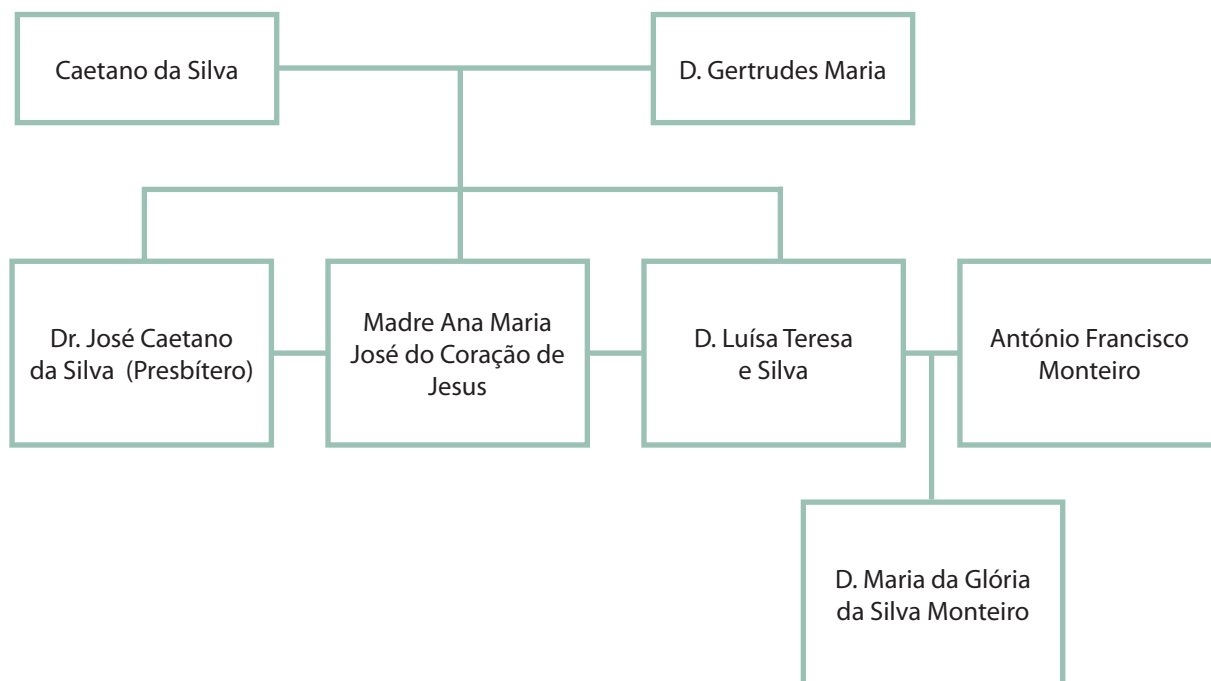 Caetano da Silva
D. Gertrudes Maria
Dr. José Caetano
da Silva (Presbítero)
Madre Ana Maria
José do Coração de
Jesus
D. Luísa Teresa
e Silva
António Francisco
Monteiro
D. Maria da Glória
da Silva Monteiro